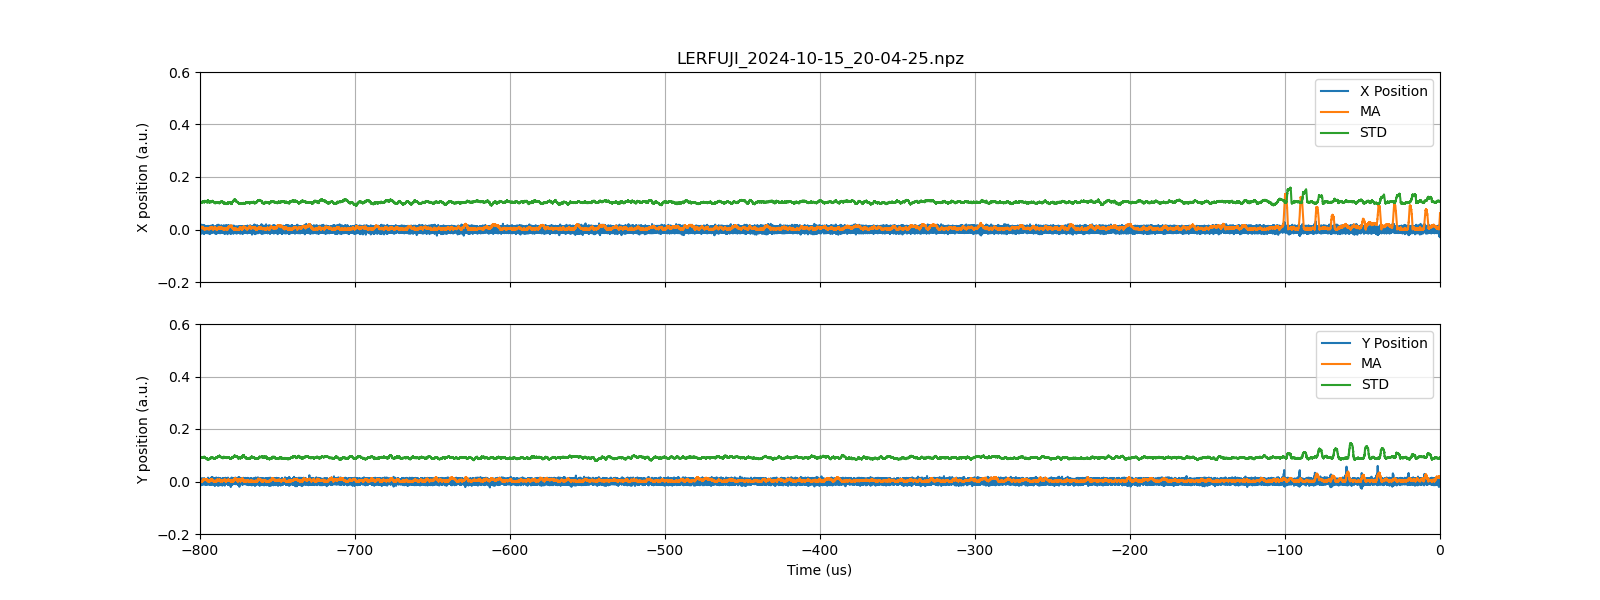 LERFUJI_2024-10-15_20-04-25.npz
0.6
0.4
0.2
0.0
−0.2
X position (a.u.)
X Position
MA
STD
0.6
0.4
0.2
0.0
−0.2
Y position (a.u.)
Y Position
MA
STD
−800 −700 −600 −500 −400 −300 −200 −100 0
Time (us)